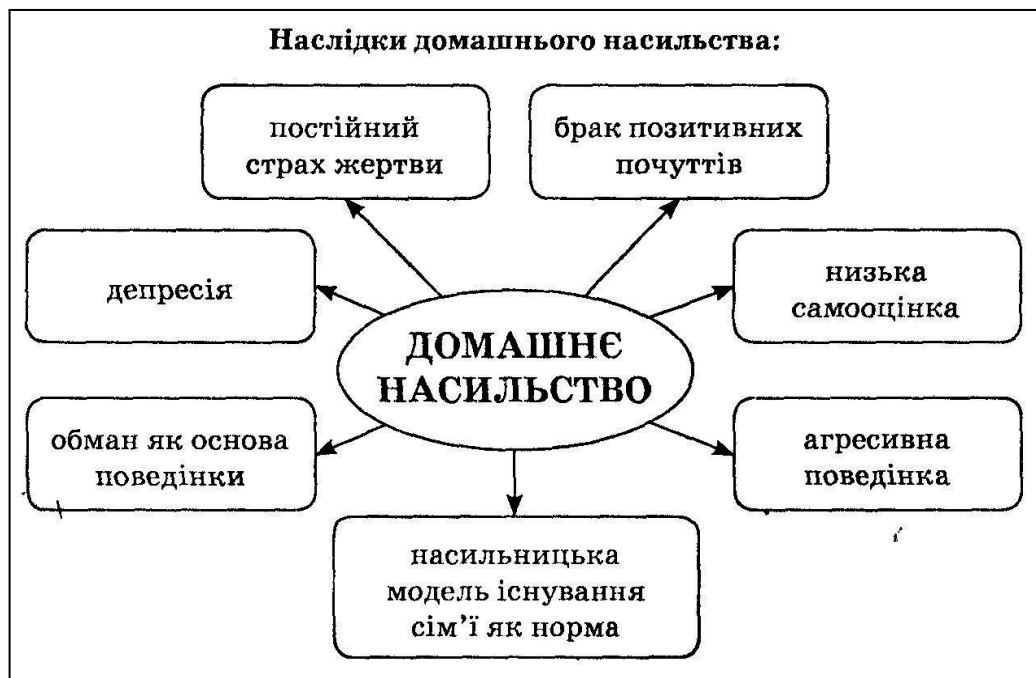 Наслідки домашнього насильства:
постійний
страх жертви
брак позитивних
почуттів
депресія
низька
самооцінка
ДОМАШНЄ
НАСИЛЬСТВО
обман як основа
поведінки
агресивна
поведінка
насильницька
модель існування
сім’ї як норма